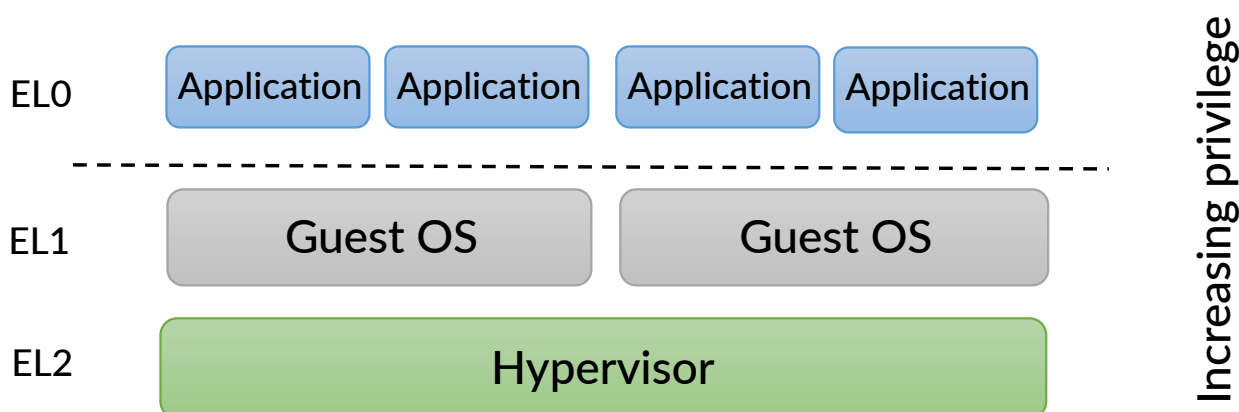 EL0
Application
Application
Application
Application
EL1
Guest OS
Guest OS
EL2
Hypervisor
Increasing privilege